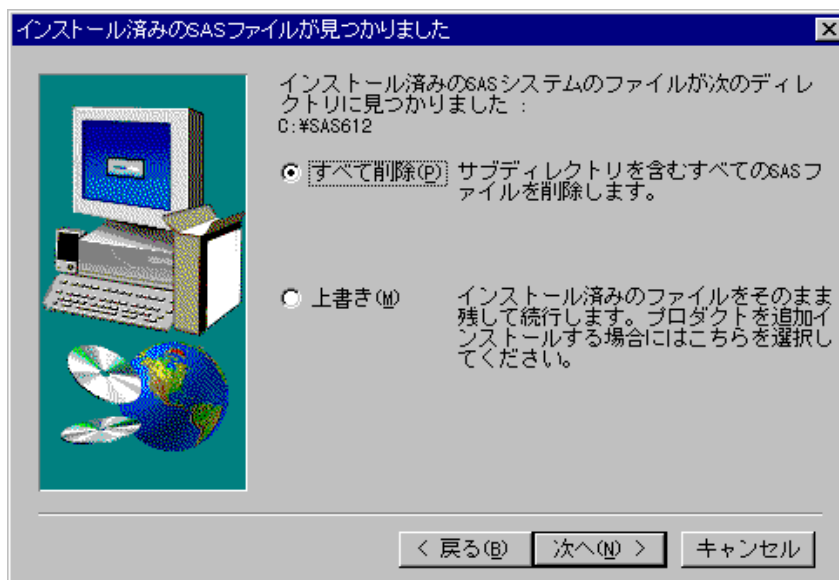 インストール済みのSASファイルが見つかりました
インストール済みのSASシステムのファイルが次のディレ
クトリに見つかりました :
C:¥SAS612
すべて削除(P) サブディレクトリを含むすべてのSASフ
ァイルを削除します。
上書き(M) インストール済みのファイルをそのまま
残して続行します。プロダクトを追加イ
ンストールする場合にはこちらを選択し
てください。
< 戻る(B) 次へ(N) > キャンセル